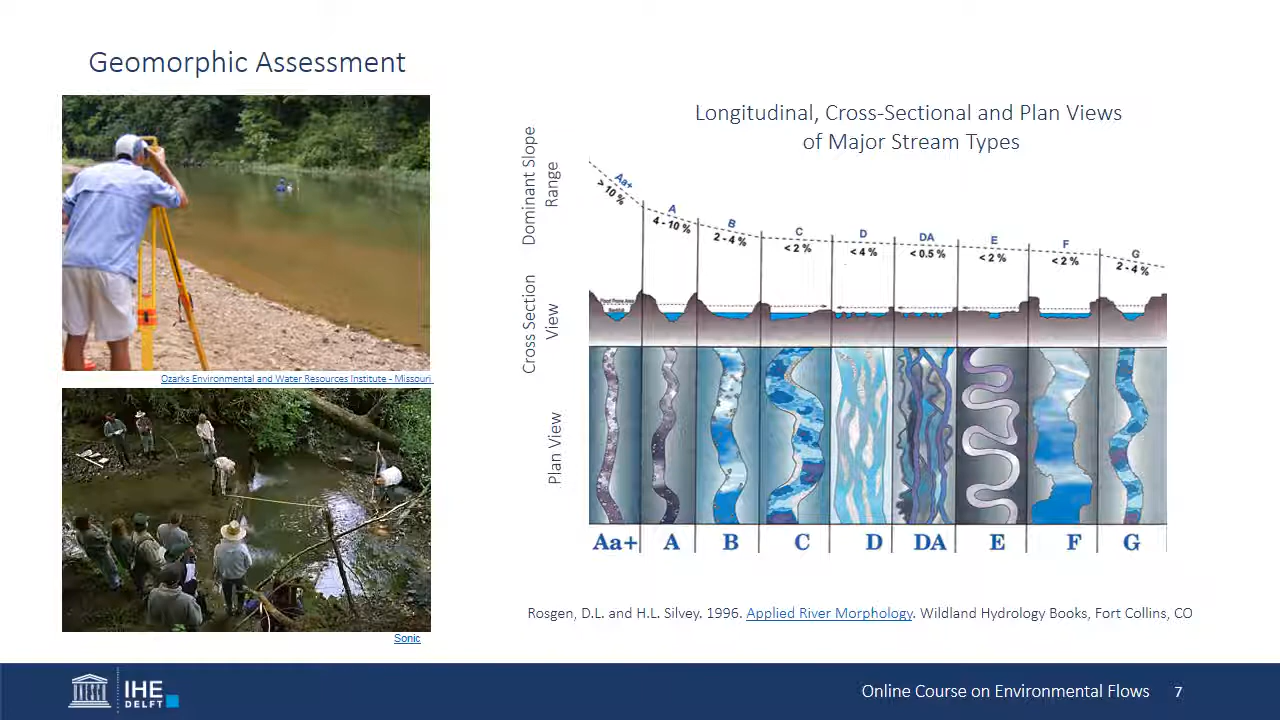 Geomorphic Assessment
Ozarks Environmental and Water Resources Institute - Missouri
Sonic
Longitudinal, Cross-Sectional and Plan Views
of Major Stream Types
Dominant Slope
Range
Aa+
> 10 %
A
4 - 10 %
B
2 - 4 %
C
< 2 %
D
< 4 %
DA
< 0.5 %
E
< 2 %
F
< 2 %
G
2 - 4 %
Cross Section
View
Plan View
Aa+ A B C D DA E F G
Rosgen, D.L. and H.L. Silvey. 1996. Applied River Morphology. Wildland Hydrology Books, Fort Collins, CO
UNESCO
IHE
DELFT
Online Course on Environmental Flows 7